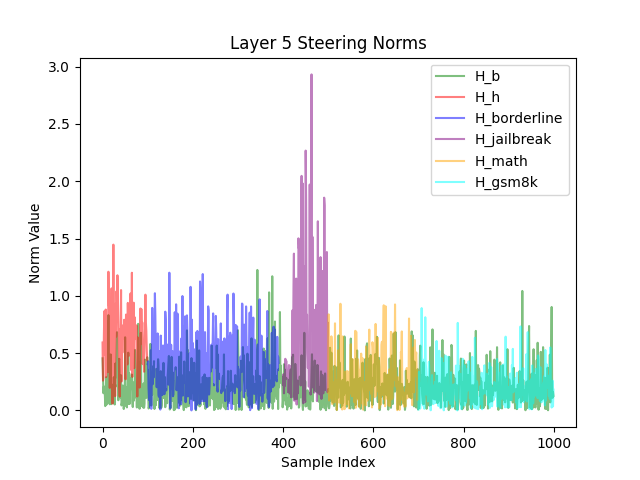 Layer 5 Steering Norms
3.0
2.5
2.0
1.5
1.0
0.5
0.0
Norm Value
0
200
400
600
800
1000
Sample Index
H_b
H_h
H_borderline
H_jailbreak
H_math
H_gsm8k